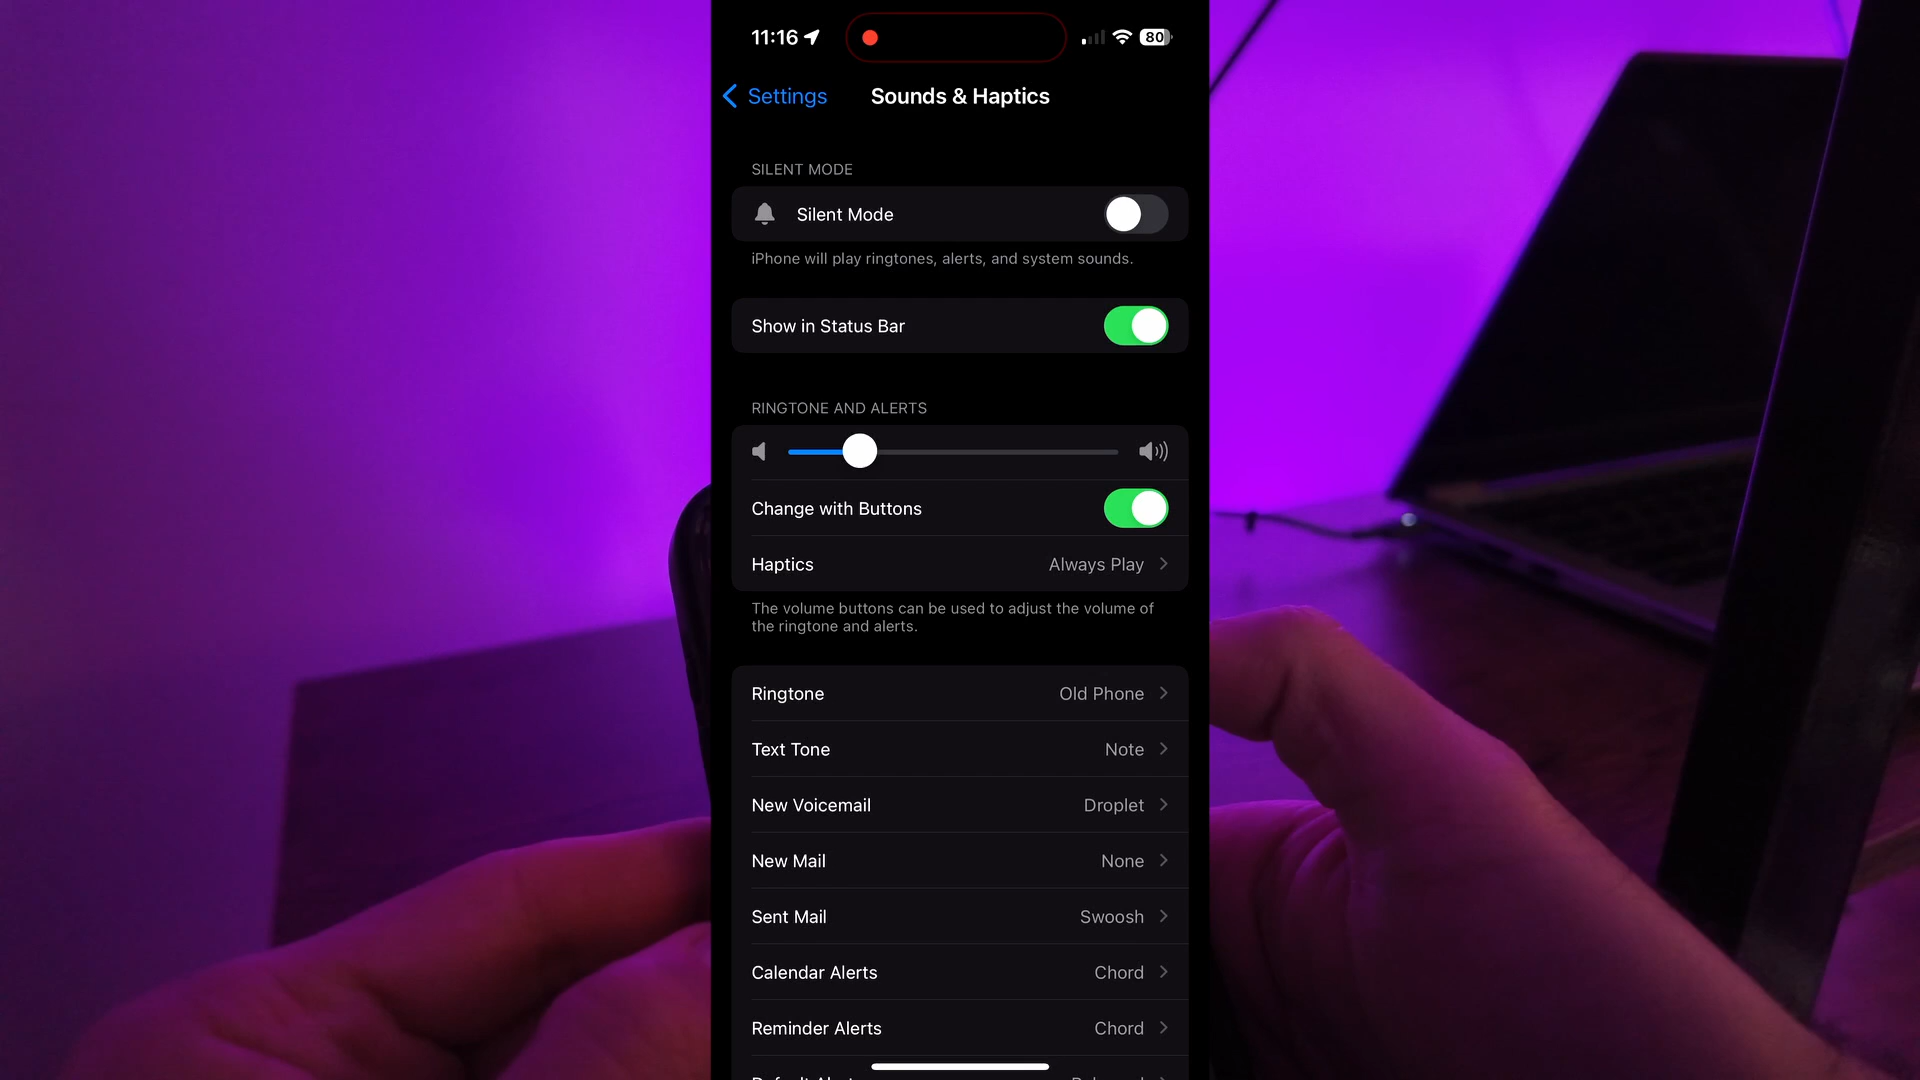 11:16
80
Settings
Sounds & Haptics
SILENT MODE
Silent Mode
iPhone will play ringtones, alerts, and system sounds.
Show in Status Bar
RINGTONE AND ALERTS
Change with Buttons
Haptics Always Play
The volume buttons can be used to adjust the volume of
the ringtone and alerts.
Ringtone Old Phone
Text Tone Note
New Voicemail Droplet
New Mail None
Sent Mail Swoosh
Calendar Alerts Chord
Reminder Alerts Chord